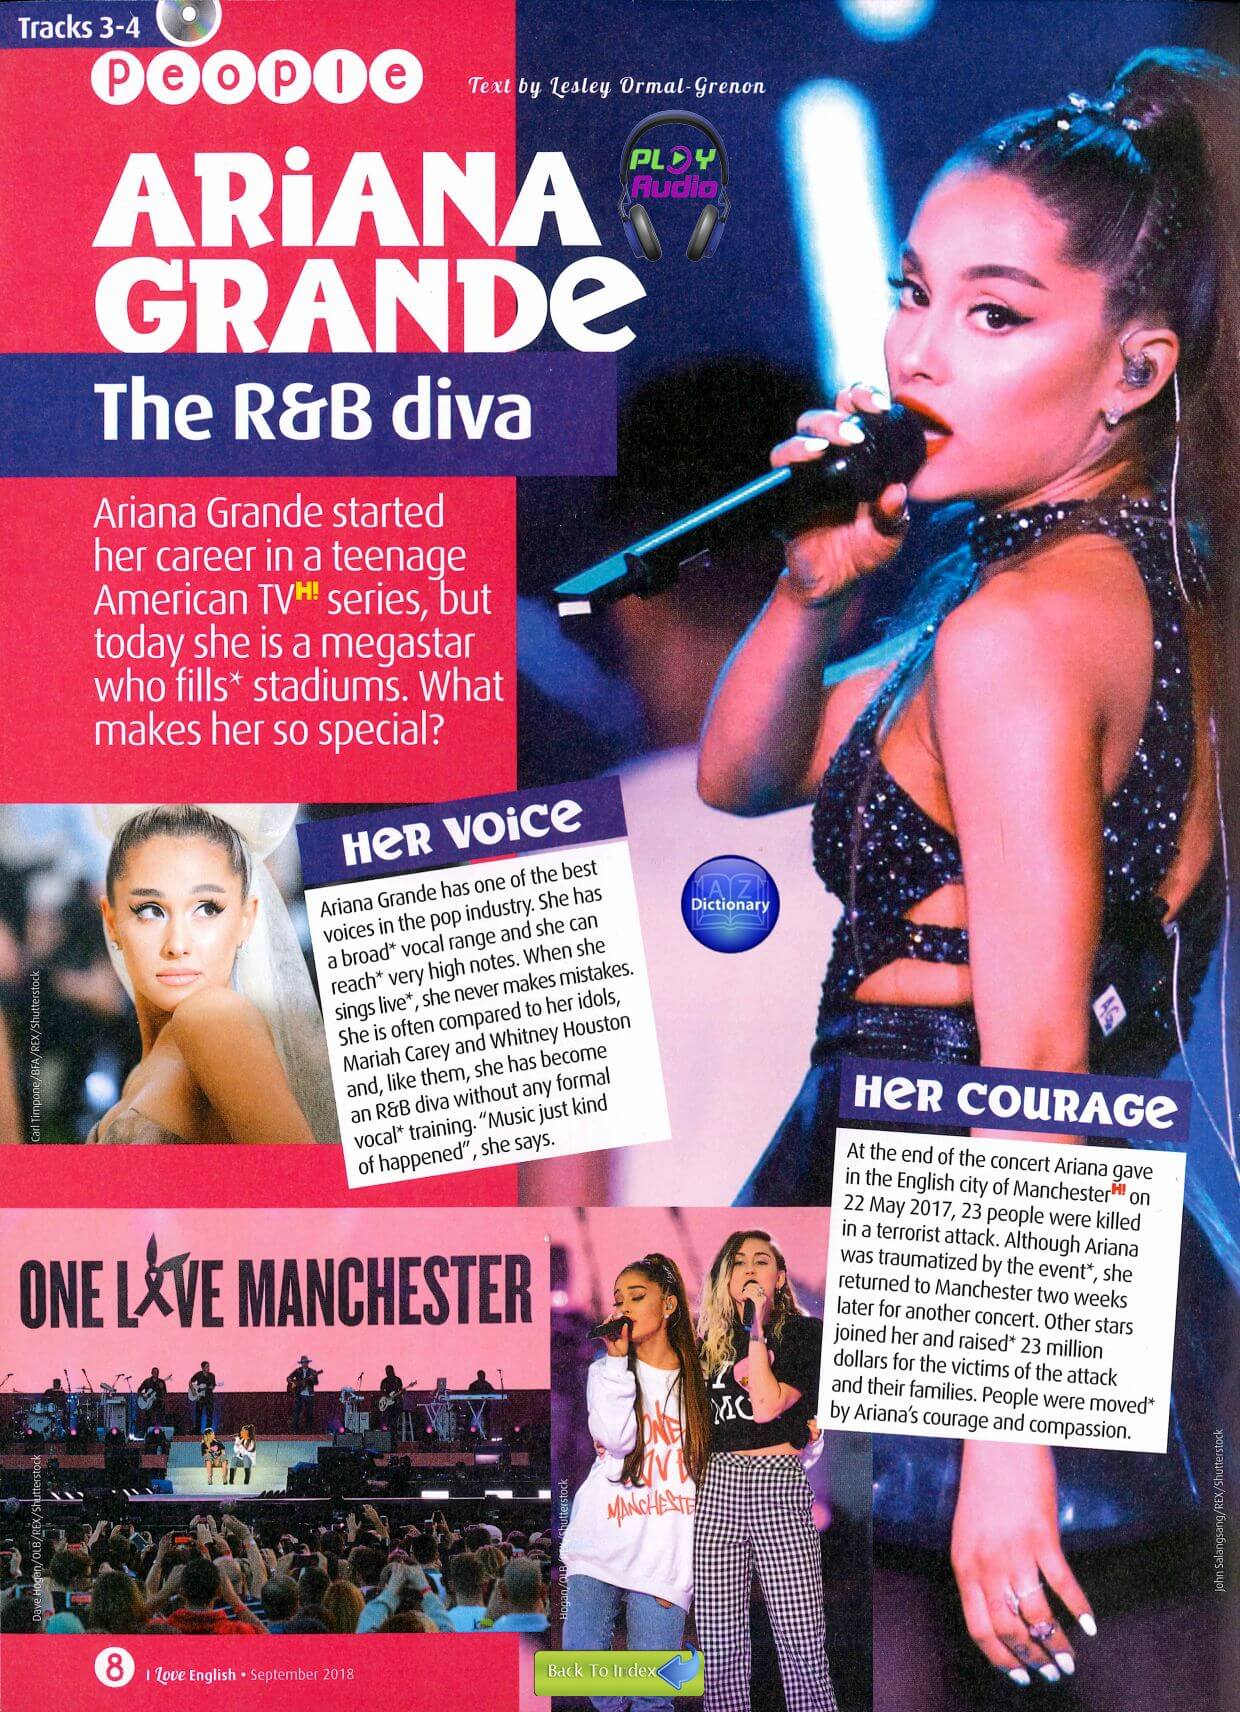 Tracks 3-4
people
Text by Lesley Ormal-Grenon
PLAY
Audio
ARiANA
GRANDe
The R&B diva
Ariana Grande started
her career in a teenage
American TVH! series, but
today she is a megastar
who fills* stadiums. What
makes her so special?
HeR VOiCe
Ariana Grande has one of the best
voices in the pop industry. She has
a broad* vocal range and she can
reach* very high notes. When she
sings live*, she never makes mistakes.
She is often compared to her idols,
Mariah Carey and Whitney Houston
and, like them, she has become
an R&B diva without any formal
vocal* training. “Music just kind
of happened”, she says.
A Z
Dictionary
AG
HeR COURAGe
At the end of the concert Ariana gave
in the English city of ManchesterH! on
22 May 2017, 23 people were killed
in a terrorist attack. Although Ariana
was traumatized by the event*, she
returned to Manchester two weeks
later for another concert. Other stars
joined her and raised* 23 million
dollars for the victims of the attack
and their families. People were moved*
by Ariana’s courage and compassion.
Carl Timpone/BFA/REX/Shutterstock
ONE LOVE MANCHESTER
ONE
LOVE
MANCHESTE
Dave Hogan/OLB/REX/Shutterstock
Hogan/OLB/REX/Shutterstock
John Salangsang/REX/Shutterstock
8 I Love English • September 2018
Back To Index